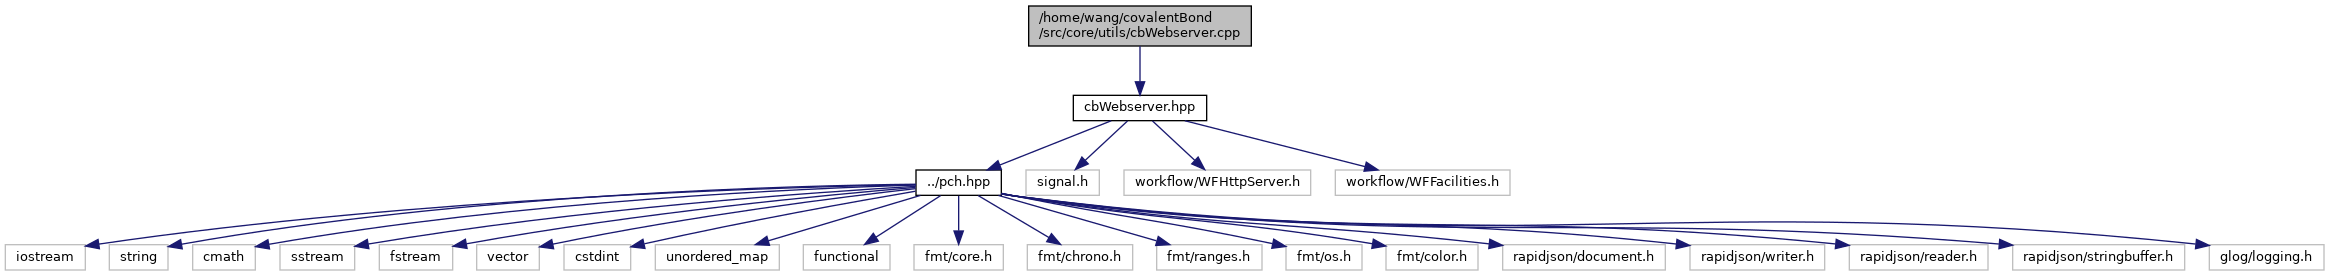 /home/wang/covalentBond
/src/core/utils/cbWebserver.cpp
cbWebserver.hpp
../pch.hpp
signal.h
workflow/WFHttpServer.h
workflow/WFFacilities.h
iostream
string
cmath
sstream
fstream
vector
cstdint
unordered_map
functional
fmt/core.h
fmt/chrono.h
fmt/ranges.h
fmt/os.h
fmt/color.h
rapidjson/document.h
rapidjson/writer.h
rapidjson/reader.h
rapidjson/stringbuffer.h
glog/logging.h